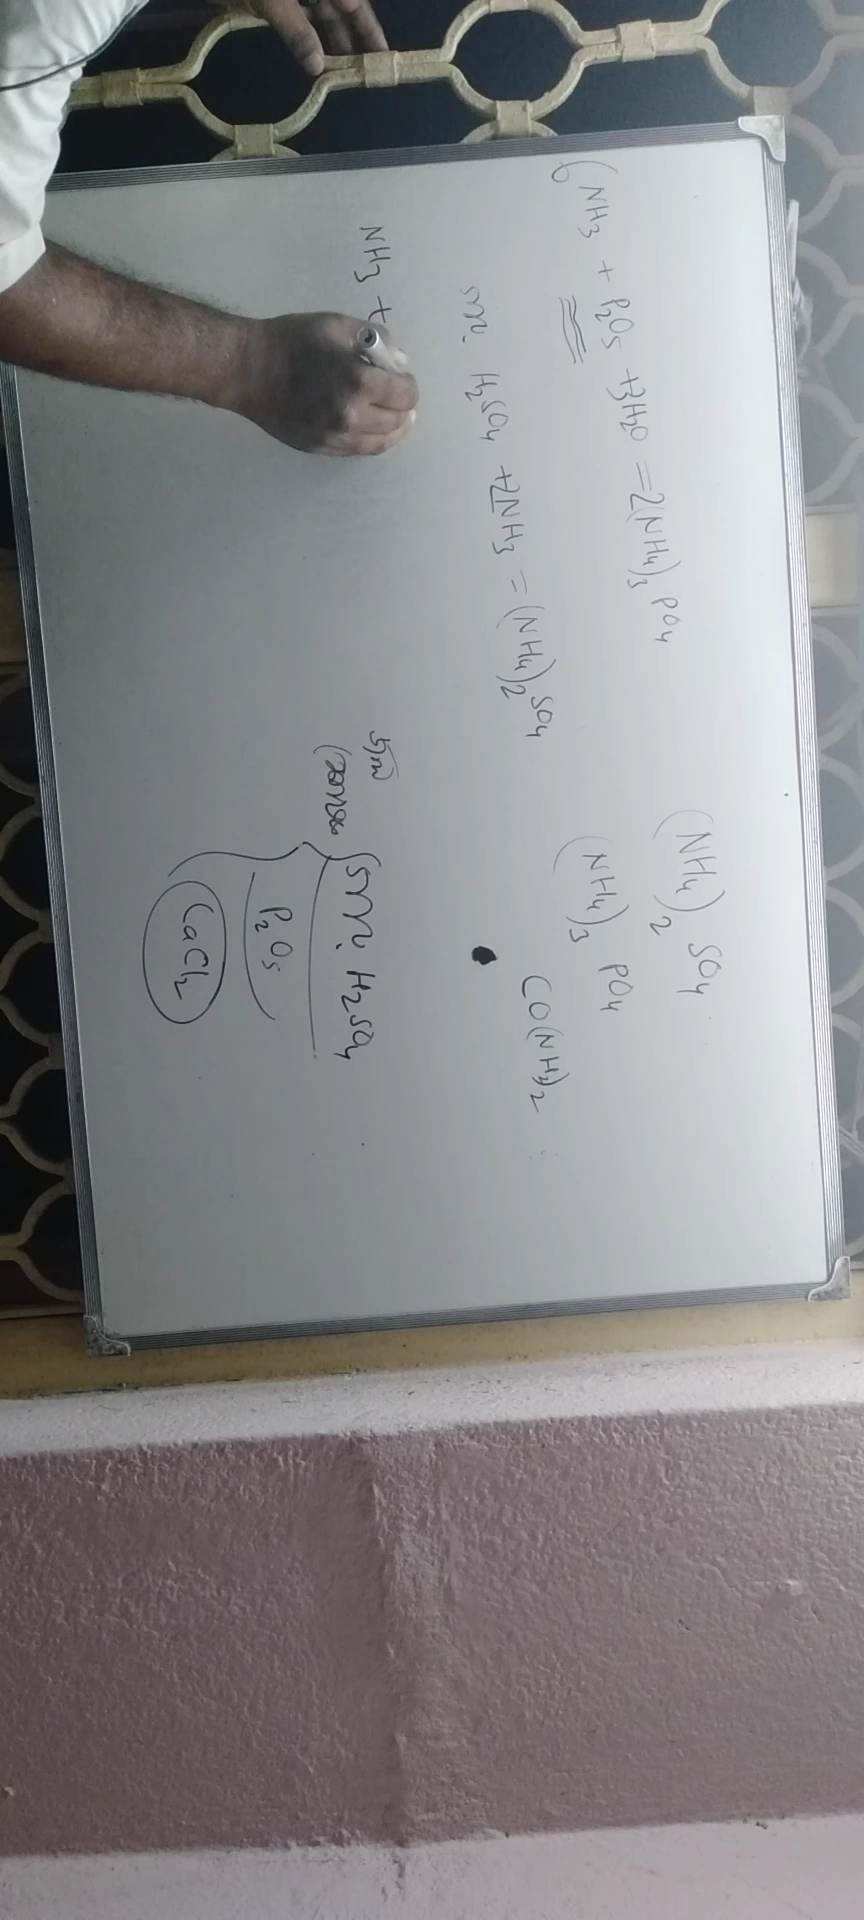 6NH3 + P2O5 + 3H2O = 2(NH4)3 PO4
H2SO4 + 2NH3 = (NH4)2 SO4
NH3 +
(NH4)2 SO4
(NH4)3 PO4
CO(NH2)2
H2SO4
P2O5
CaCl2